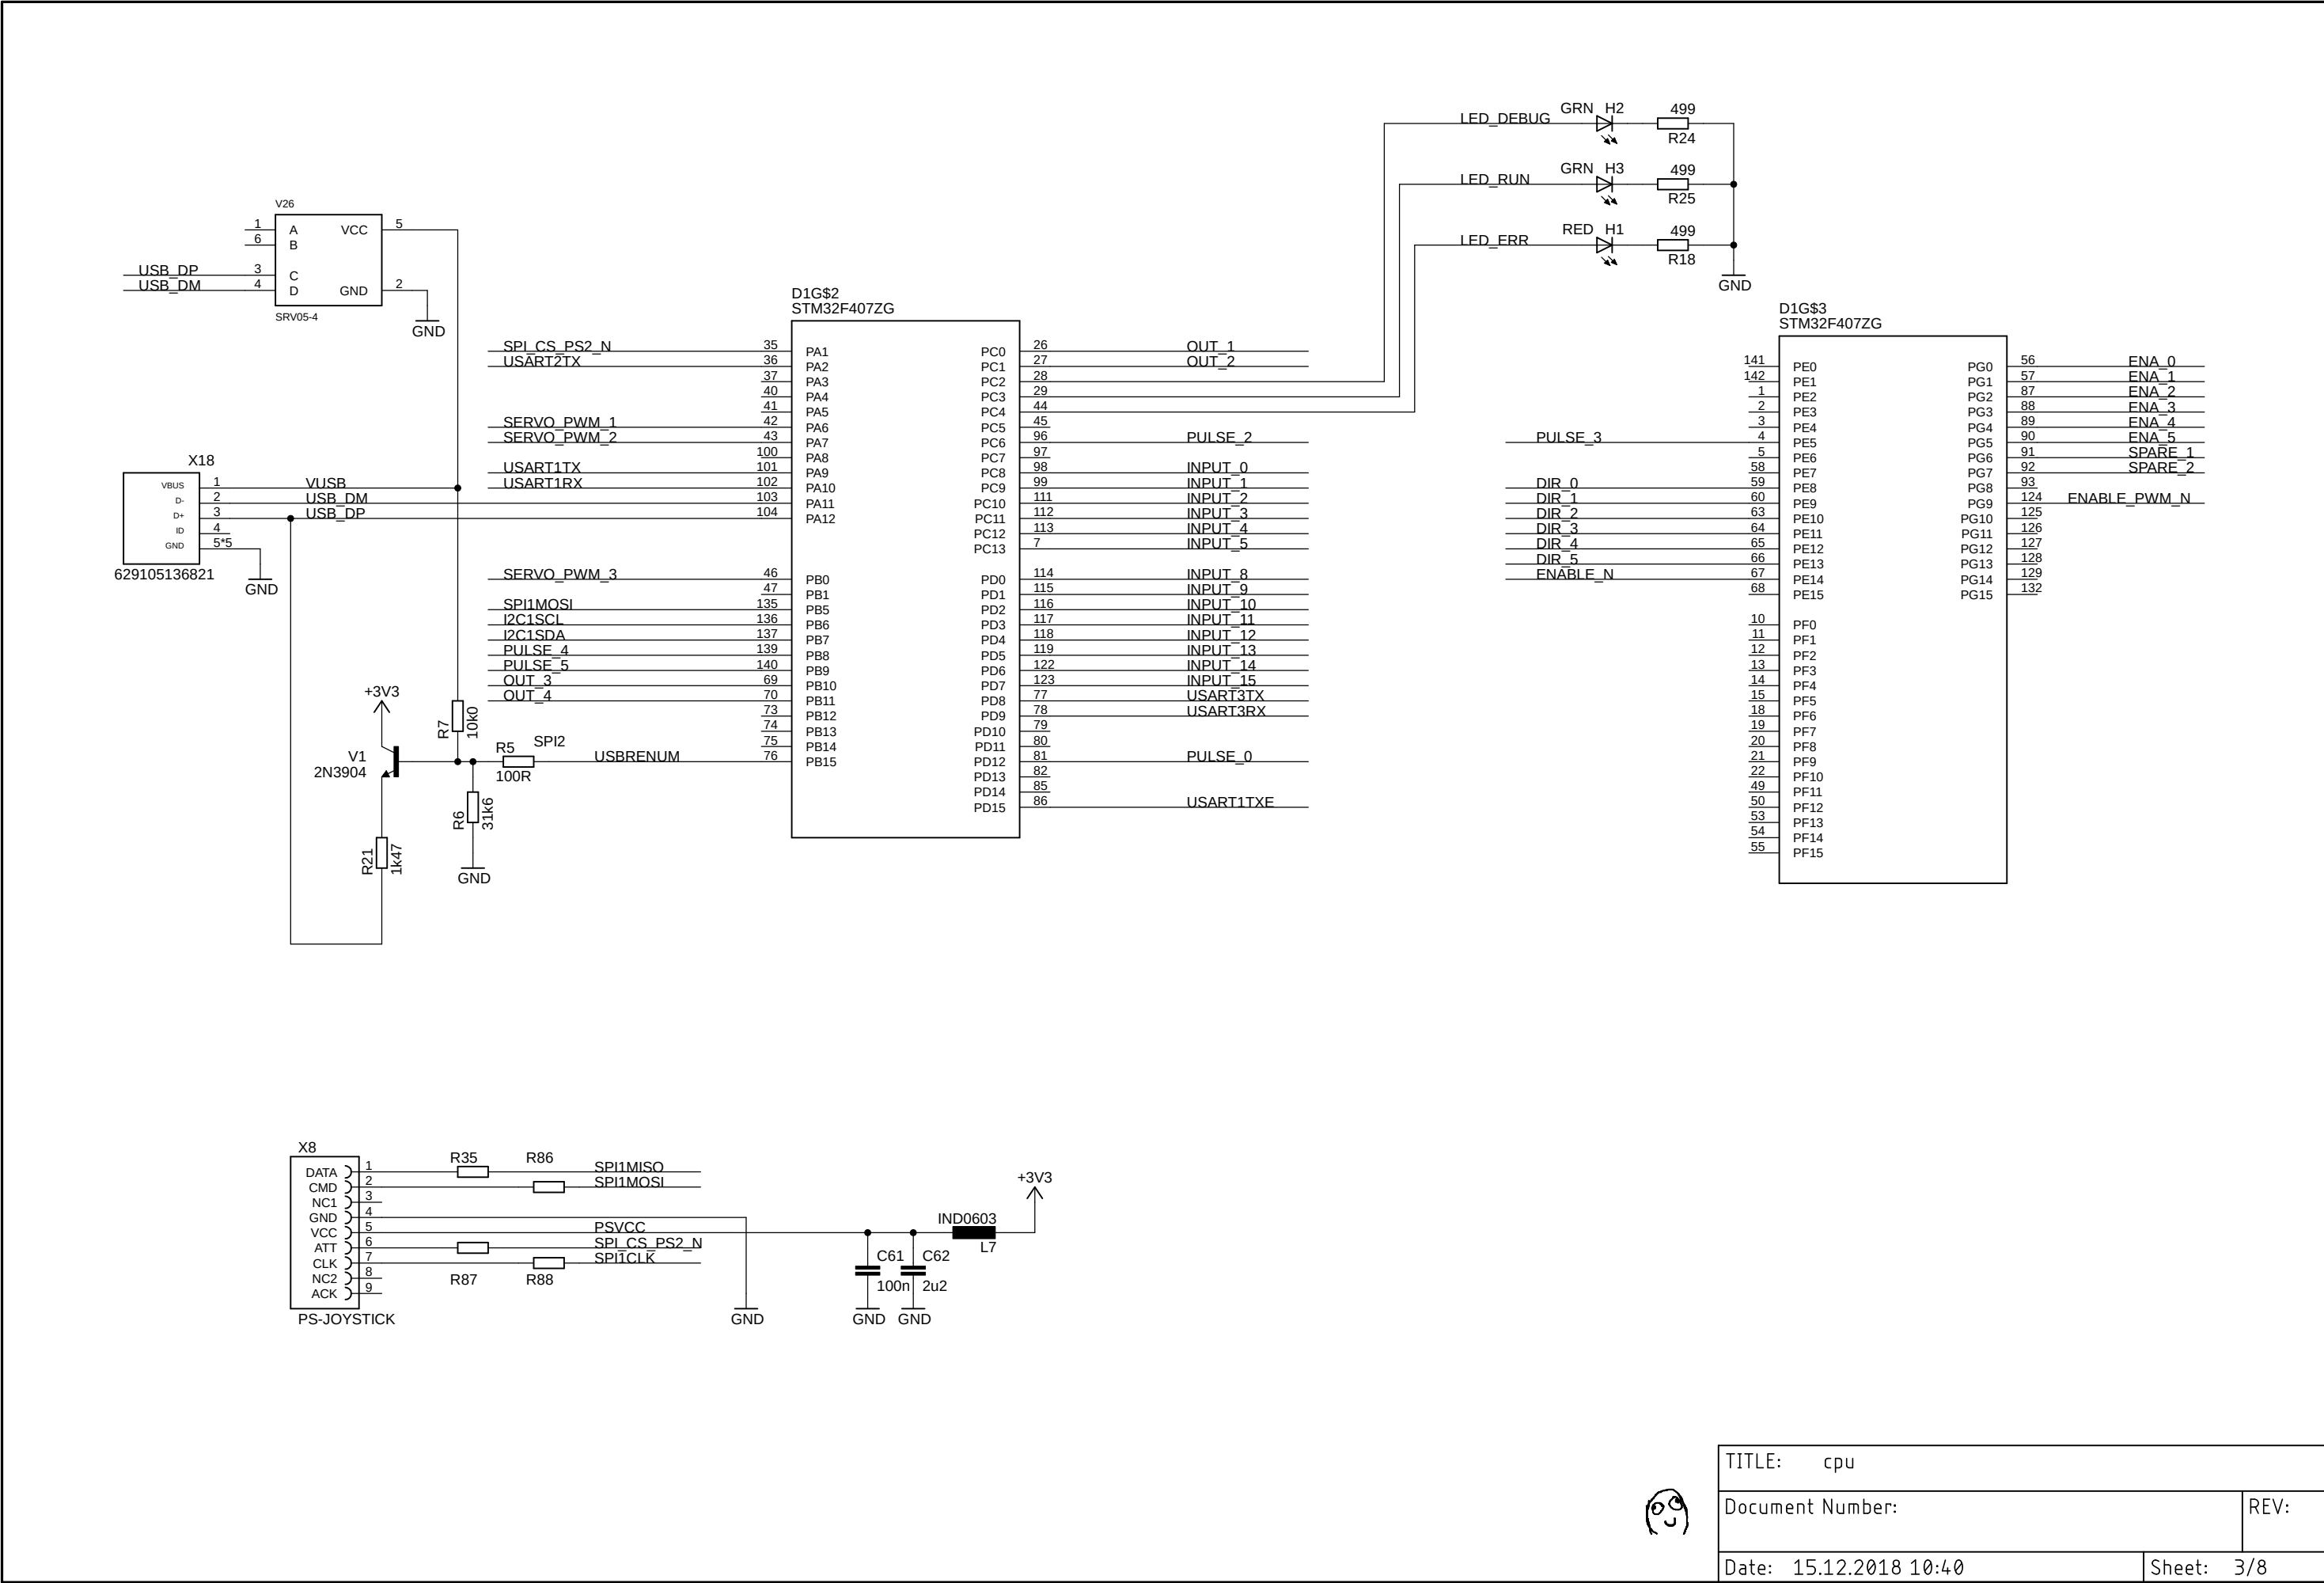 LED_DEBUG GRN H2 499
R24
LED_RUN GRN H3 499
R25
LED_ERR RED H1 499
R18
GND
V26
1 A VCC 5
6 B
USB_DP 3 C
USB_DM 4 D GND 2
SRV05-4
GND
X18
VBUS 1 VUSB
D- 2 USB_DM
D+ 3 USB_DP
ID 4
GND 5*5
629105136821
GND
D1G$2
STM32F407ZG
SPI_CS_PS2_N 35 PA1
USART2TX 36 PA2
37 PA3
40 PA4
41 PA5
SERVO_PWM_1 42 PA6
SERVO_PWM_2 43 PA7
100 PA8
USART1TX 101 PA9
USART1RX 102 PA10
103 PA11
104 PA12
SERVO_PWM_3 46 PB0
47 PB1
SPI1MOSI 135 PB5
I2C1SCL 136 PB6
I2C1SDA 137 PB7
PULSE_4 139 PB8
PULSE_5 140 PB9
OUT_3 69 PB10
OUT_4 70 PB11
73 PB12
74 PB13
75 PB14
USBRENUM 76 PB15
PC0 26 OUT_1
PC1 27 OUT_2
PC2 28
PC3 29
PC4 44
PC5 45
PC6 96 PULSE_2
PC7 97
PC8 98 INPUT_0
PC9 99 INPUT_1
PC10 111 INPUT_2
PC11 112 INPUT_3
PC12 113 INPUT_4
PC13 7 INPUT_5
PD0 114 INPUT_8
PD1 115 INPUT_9
PD2 116 INPUT_10
PD3 117 INPUT_11
PD4 118 INPUT_12
PD5 119 INPUT_13
PD6 122 INPUT_14
PD7 123 INPUT_15
PD8 77 USART3TX
PD9 78 USART3RX
PD10 79
PD11 80
PD12 81 PULSE_0
PD13 82
PD14 85
PD15 86 USART1TXE
+3V3
R7 10k0
V1
2N3904
R5 SPI2
100R
R6 31k6
GND
R21 1k47
D1G$3
STM32F407ZG
141 PE0
142 PE1
1 PE2
2 PE3
3 PE4
PULSE_3 4 PE5
5 PE6
58 PE7
DIR_0 59 PE8
DIR_1 60 PE9
DIR_2 63 PE10
DIR_3 64 PE11
DIR_4 65 PE12
DIR_5 66 PE13
ENABLE_N 67 PE14
68 PE15
10 PF0
11 PF1
12 PF2
13 PF3
14 PF4
15 PF5
18 PF6
19 PF7
20 PF8
21 PF9
22 PF10
49 PF11
50 PF12
53 PF13
54 PF14
55 PF15
PG0 56 ENA_0
PG1 57 ENA_1
PG2 87 ENA_2
PG3 88 ENA_3
PG4 89 ENA_4
PG5 90 ENA_5
PG6 91 SPARE_1
PG7 92 SPARE_2
PG8 93
PG9 124 ENABLE_PWM_N
PG10 125
PG11 126
PG12 127
PG13 128
PG14 129
PG15 132
X8
DATA 1 R35 R86 SPI1MISO
CMD 2 SPI1MOSI
NC1 3
GND 4
VCC 5 PSVCC
ATT 6 SPI_CS_PS2_N
CLK 7 SPI1CLK
NC2 8 R87 R88
ACK 9
PS-JOYSTICK
GND
+3V3
IND0603
L7
C61 C62
100n 2u2
GND GND
TITLE: cpu
Document Number:
REV:
Date: 15.12.2018 10:40
Sheet: 3/8